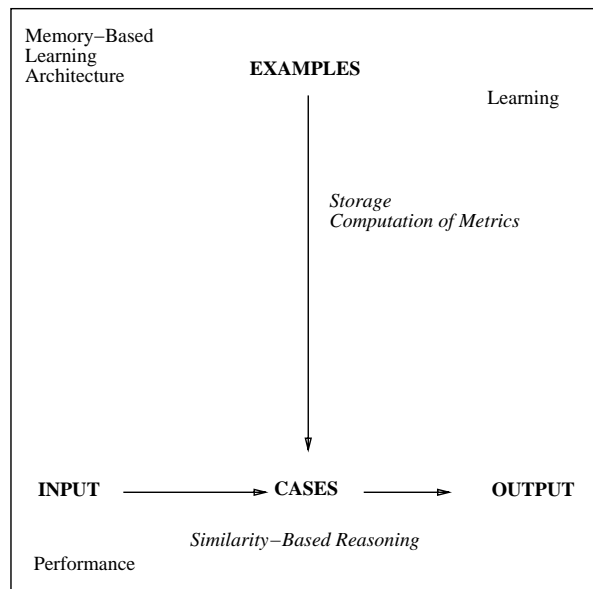 Memory−Based
Learning
Architecture
EXAMPLES
Learning
Storage
Computation of Metrics
INPUT
CASES
OUTPUT
Similarity−Based Reasoning
Performance